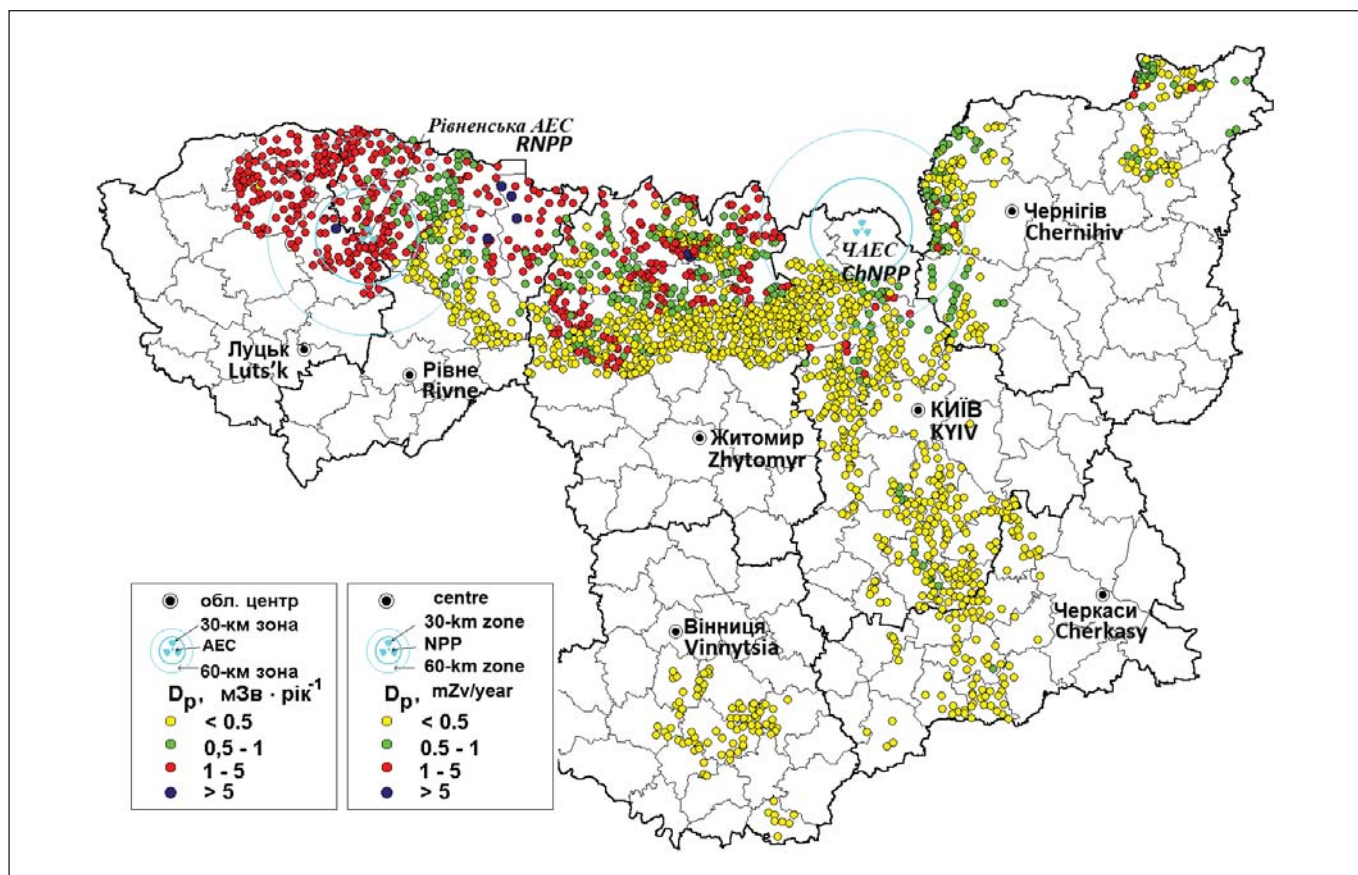 Рівненська АЕС
RNPP
Чернігів
Chernihiv
ЧАЕС
ChNPP
Луцьк
Luts'k
Рівне
Rivne
КИЇВ
KYIV
Житомир
Zhytomyr
Черкаси
Cherkasy
Вінниця
Vinnytsia
обл. центр
30-км зона
АЕС
60-км зона
Dp, мЗв · рік-1
< 0.5
0,5 - 1
1 - 5
> 5
centre
30-km zone
NPP
60-km zone
Dp, mZv/year
< 0.5
0.5 - 1
1 - 5
> 5